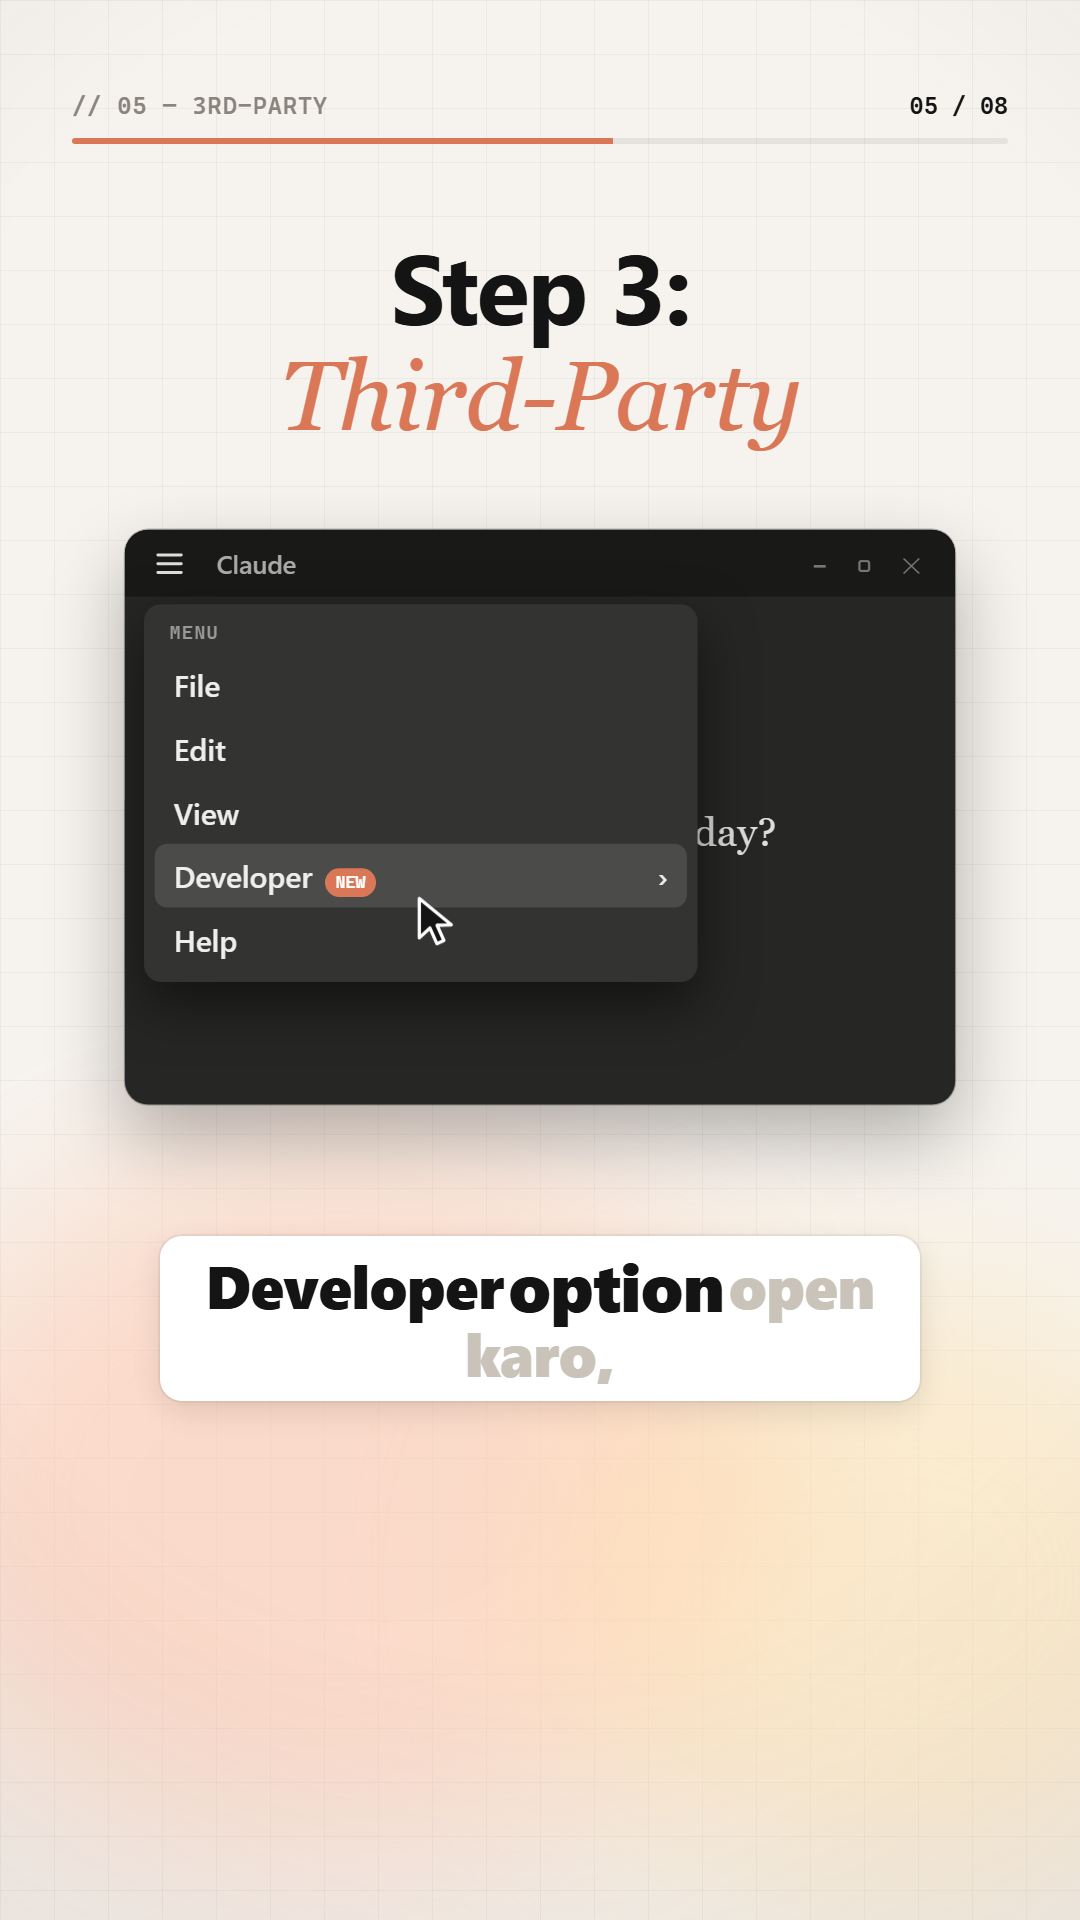 // 05 – 3RD-PARTY
05 / 08
Step 3:
Third-Party
Claude
MENU
File
Edit
View
day?
Developer NEW ›
Help
Developer option open
karo,